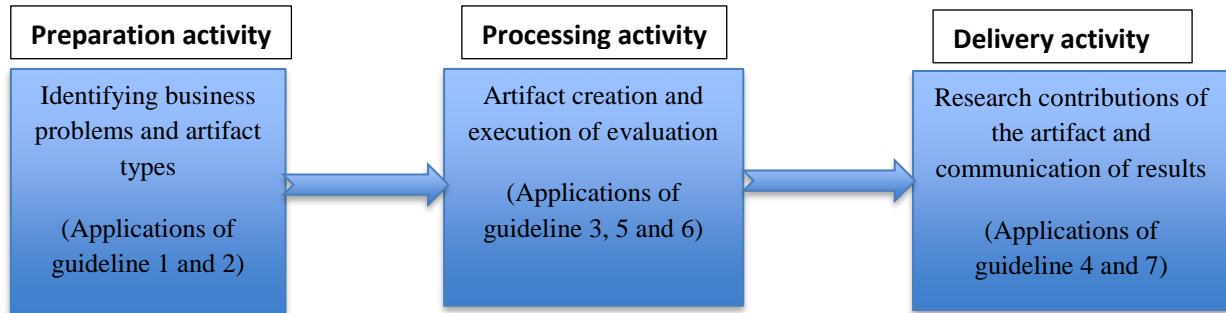 Preparation activity
Identifying business
problems and artifact
types
(Applications of
guideline 1 and 2)
Processing activity
Artifact creation and
execution of evaluation
(Applications of
guideline 3, 5 and 6)
Delivery activity
Research contributions of
the artifact and
communication of results
(Applications of
guideline 4 and 7)